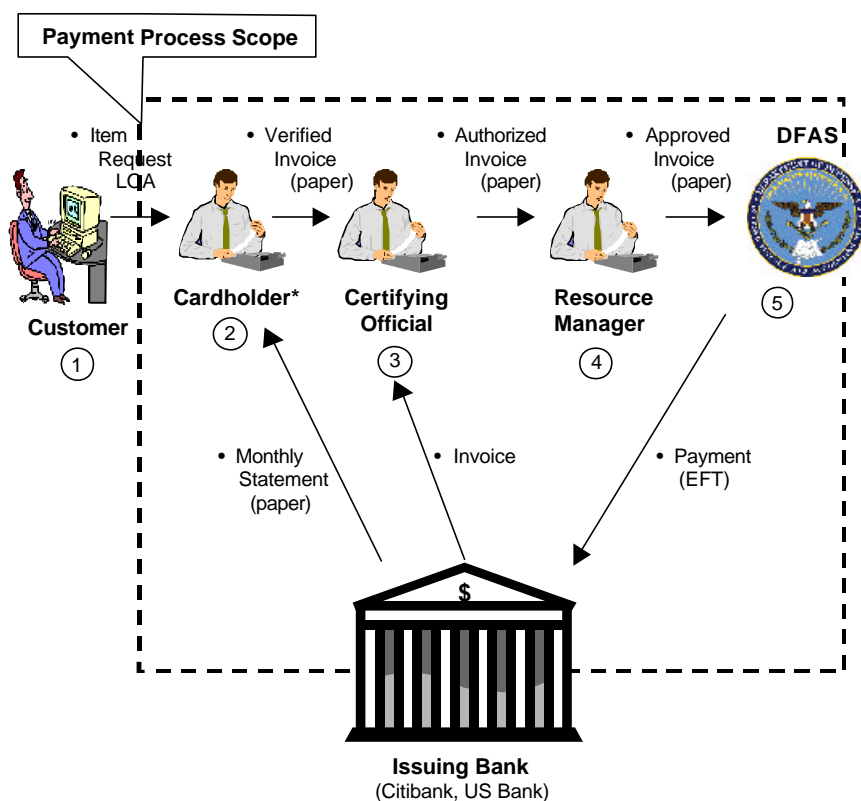 Payment Process Scope
• Item
Request
LOA
• Verified
Invoice
(paper)
• Authorized
Invoice
(paper)
• Approved
Invoice
(paper)
DFAS
Customer
1
Cardholder*
2
Certifying
Official
3
Resource
Manager
4
5
• Monthly
Statement
(paper)
• Invoice
• Payment
(EFT)
$
Issuing Bank
(Citibank, US Bank)